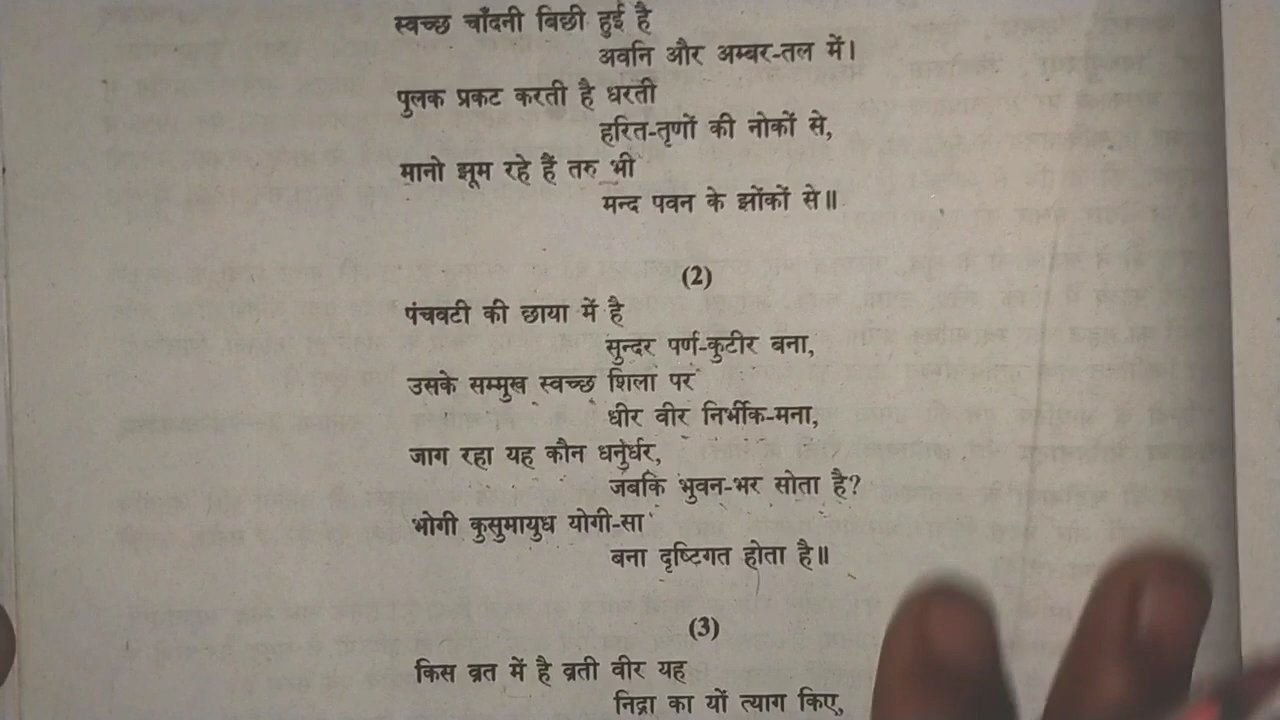 स्वच्छ चाँदनी बिछी हुई है
अवनि और अम्बर-तल में।
पुलक प्रकट करती है धरती
हरित-तृणों की नोकों से,
मानो झूम रहे हैं तरु भी
मन्द पवन के झोंकों से॥
(2)
पंचवटी की छाया में है
सुन्दर पर्ण-कुटीर बना,
उसके सम्मुख स्वच्छ शिला पर
धीर वीर निर्भीक-मना,
जाग रहा यह कौन धनुर्धर,
जबकि भुवन-भर सोता है?
भोगी कुसुमायुध योगी-सा
बना दृष्टिगत होता है॥
(3)
किस व्रत में है व्रती वीर यह
निद्रा का यों त्याग किए,